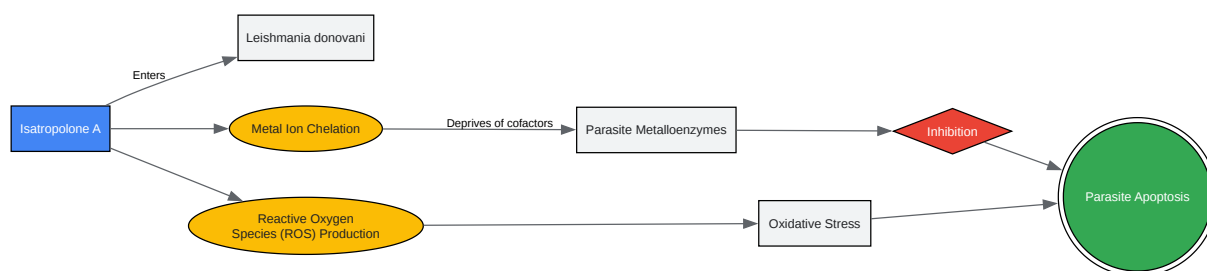 Leishmania donovani
Enters
Isatropolone A
Metal Ion Chelation
Deprives of cofactors
Parasite Metalloenzymes
Inhibition
Parasite Apoptosis
Reactive Oxygen
Species (ROS) Production
Oxidative Stress